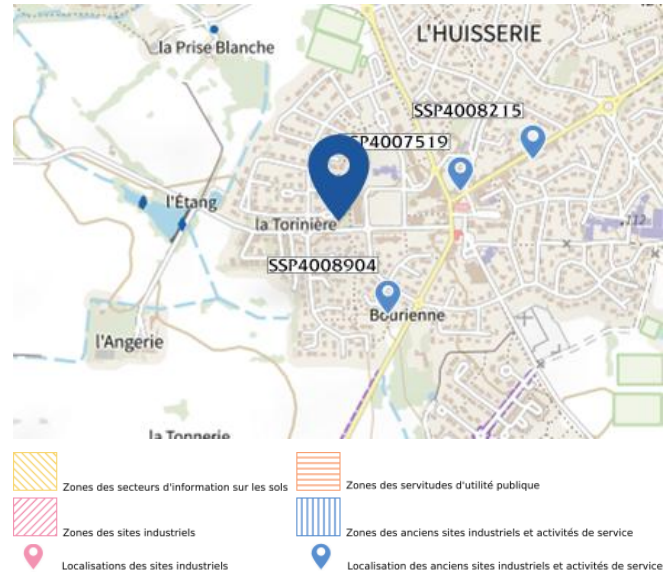 L'HUISSERIE
la Prise Blanche
SSP4008215
SP4007519
l'Étang
la Torinière
112
SSP4008904
Bourienne
l'Angerie
la Tonnerie
Zones des secteurs d'information sur les sols
Zones des servitudes d'utilité publique
Zones des sites industriels
Zones des anciens sites industriels et activités de service
Localisations des sites industriels
Localisation des anciens sites industriels et activités de service